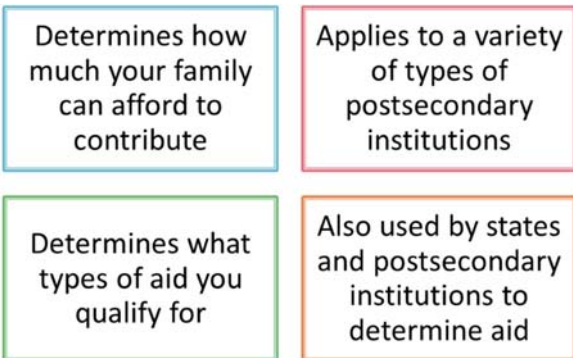 Determines how
much your family
can afford to
contribute
Applies to a variety
of types of
postsecondary
institutions
Determines what
types of aid you
qualify for
Also used by states
and postsecondary
institutions to
determine aid